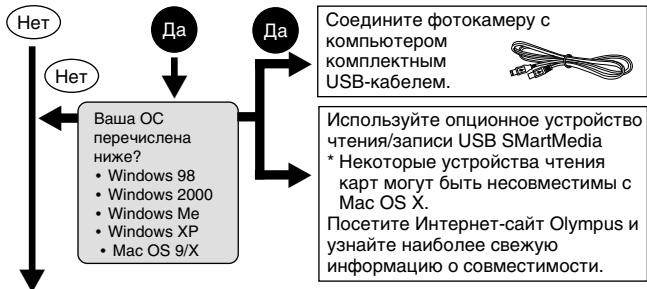 Нет
Да
Да
Нет
Ваша ОС
перечислена
ниже?
• Windows 98
• Windows 2000
• Windows Me
• Windows XP
• Mac OS 9/X
Соедините фотокамеру с
компьютером
комплектным
USB-кабелем.
Используйте опционное устройство
чтения/записи USB SMartMedia
* Некоторые устройства чтения
карт могут быть несовместимы с
Mac OS X.
Посетите Интернет-сайт Olympus и
узнайте наиболее свежую
информацию о совместимости.